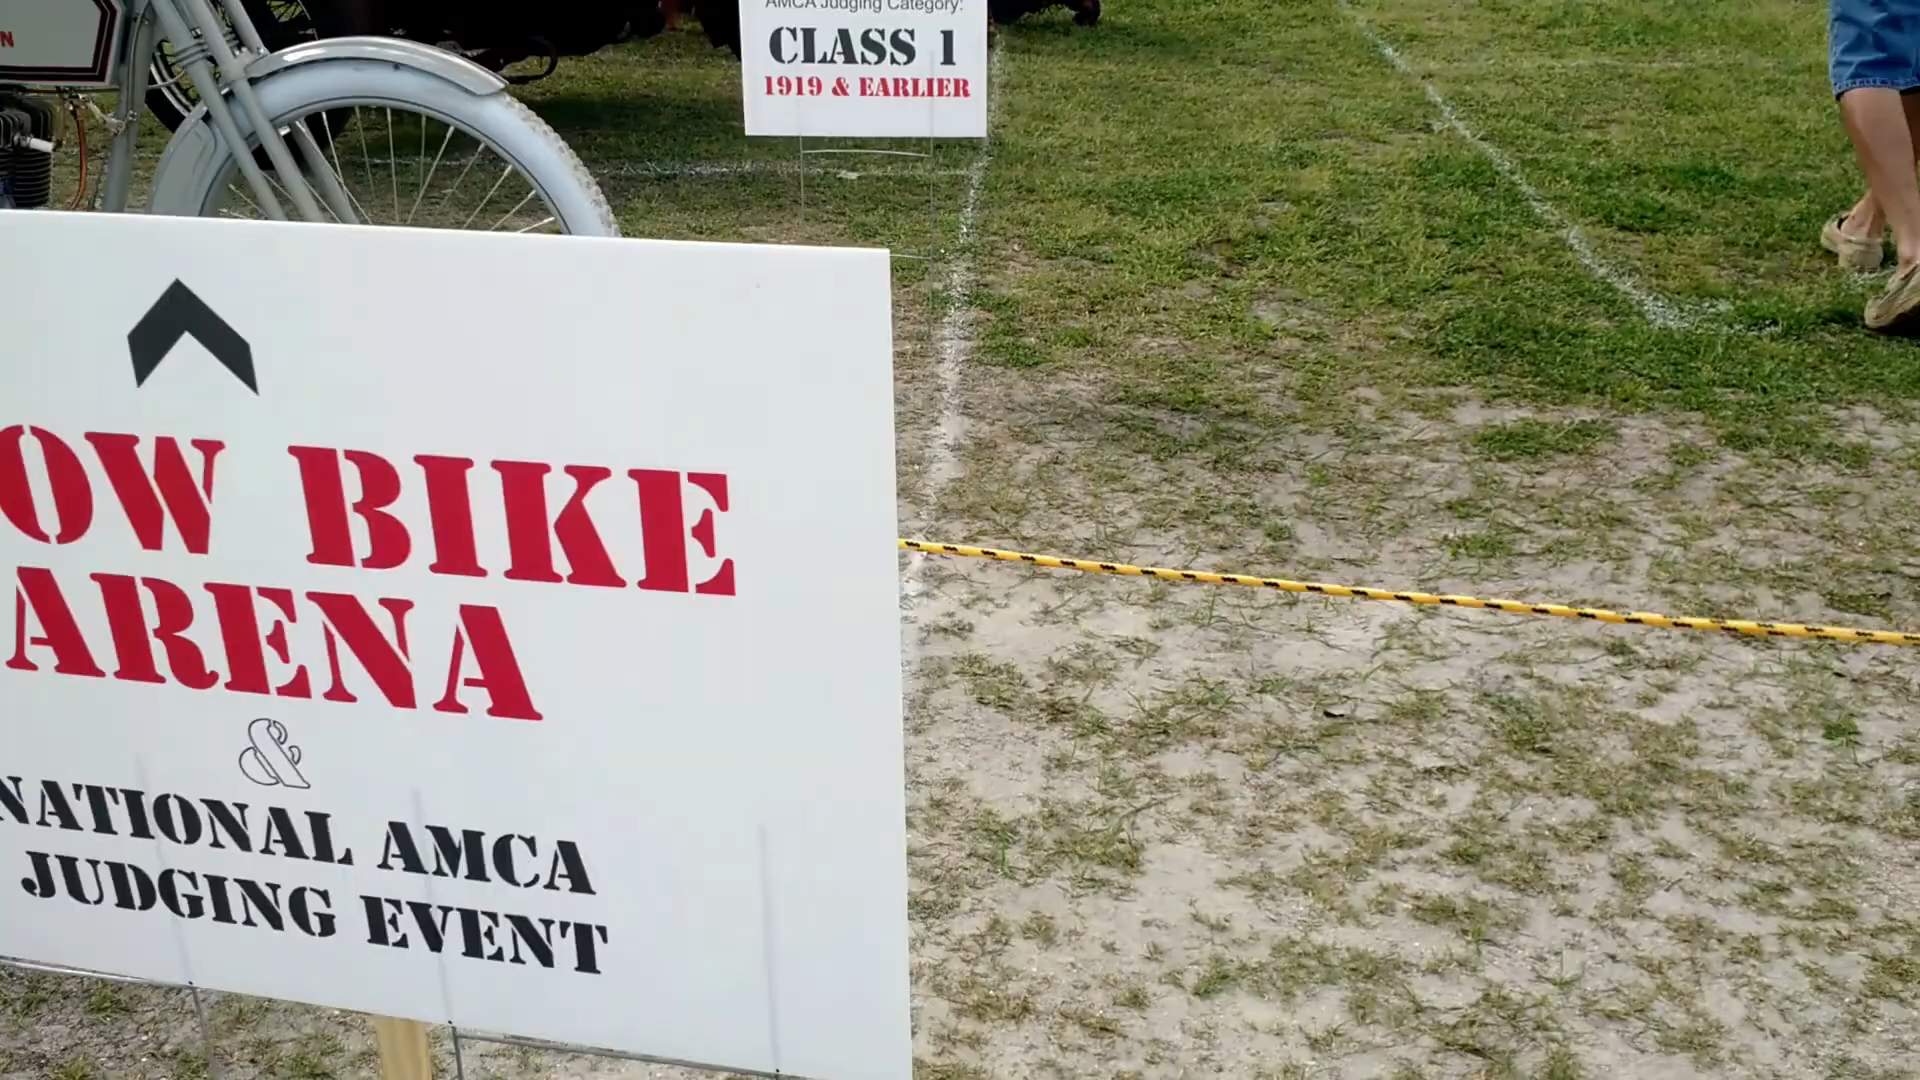 AMCA Judging Category:
CLASS 1
1919 & EARLIER
OW BIKE
ARENA
&
NATIONAL AMCA
JUDGING EVENT